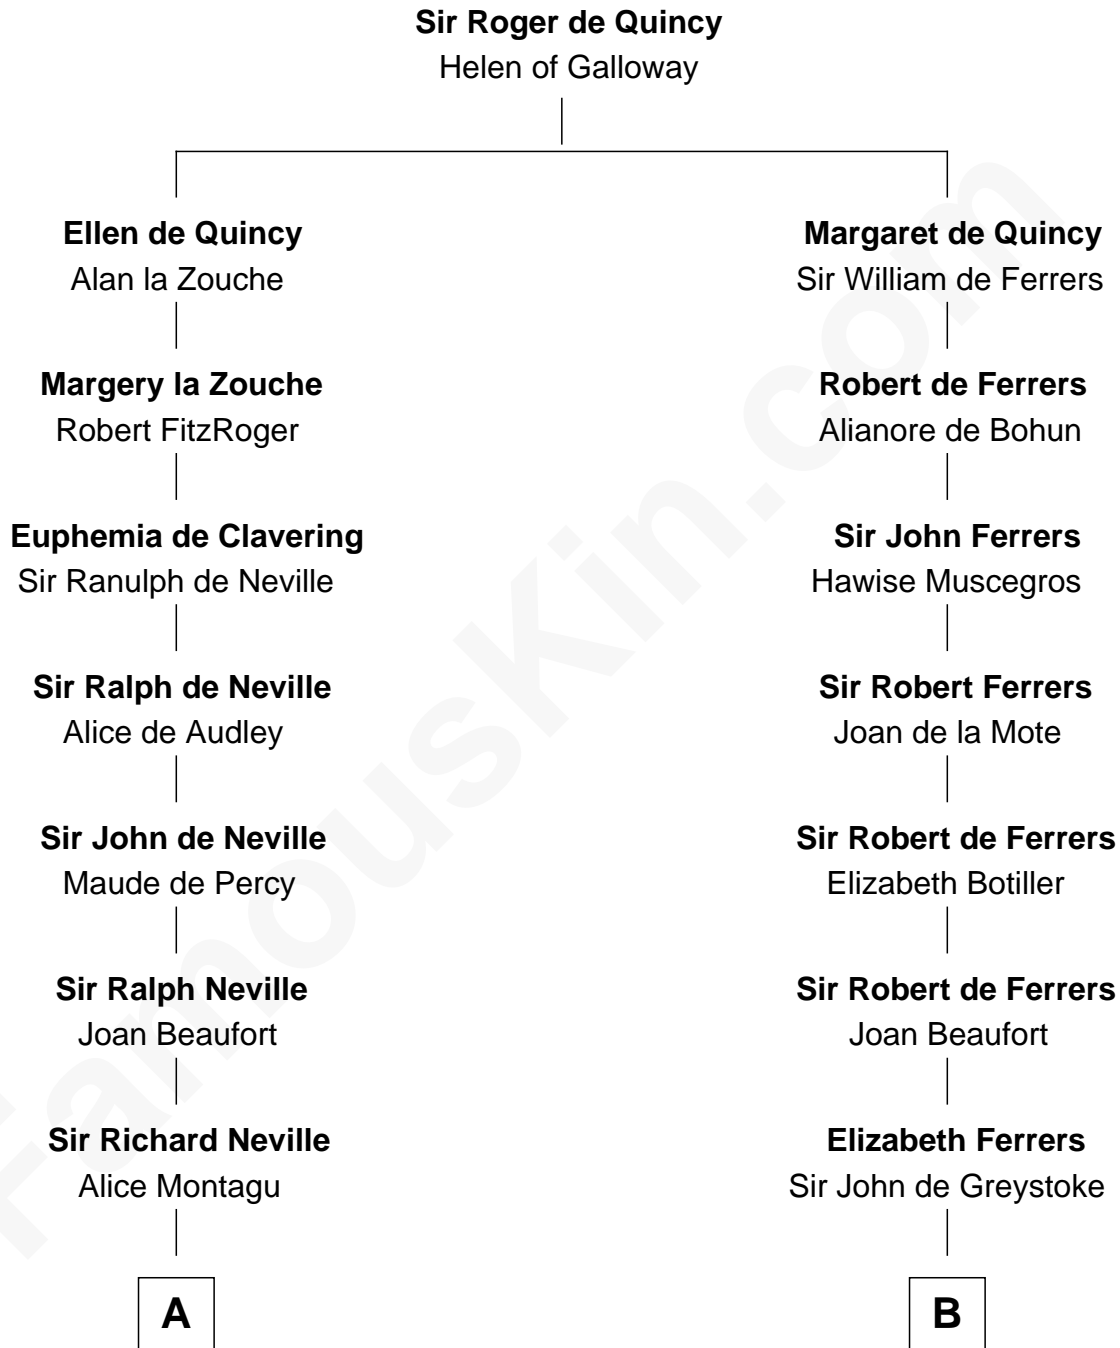 Sir Roger de Quincy
Helen of Galloway
Ellen de Quincy
Alan la Zouche
Margaret de Quincy
Sir William de Ferrers
Margery la Zouche
Robert FitzRoger
Robert de Ferrers
Alianore de Bohun
Euphemia de Clavering
Sir Ranulph de Neville
Sir John Ferrers
Hawise Muscegros
Sir Ralph de Neville
Alice de Audley
Sir Robert Ferrers
Joan de la Mote
Sir John de Neville
Maude de Percy
Sir Robert de Ferrers
Elizabeth Botiller
Sir Ralph Neville
Joan Beaufort
Sir Robert de Ferrers
Joan Beaufort
Sir Richard Neville
Alice Montagu
Elizabeth Ferrers
Sir John de Greystoke
A
B
FamousKin.com